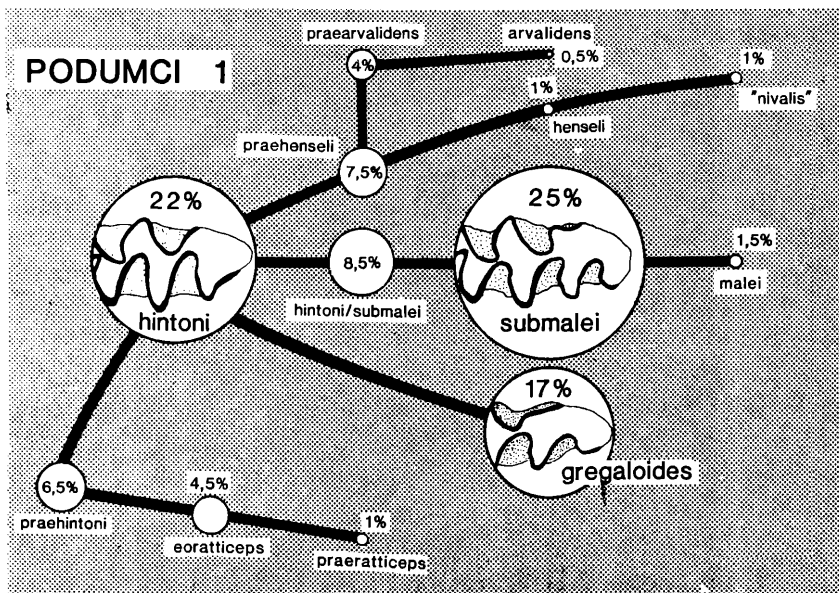 PODUMCI 1
praearvalidens
4%
arvalidens
0,5%
1%
"nivalis"
1%
henseli
praehenseli
7,5%
22%
hintoni
8,5%
hintoni/submalei
25%
submalei
1,5%
malei
17%
gregaloides
6,5%
praehintoni
4,5%
eoratticeps
1%
praeratticeps